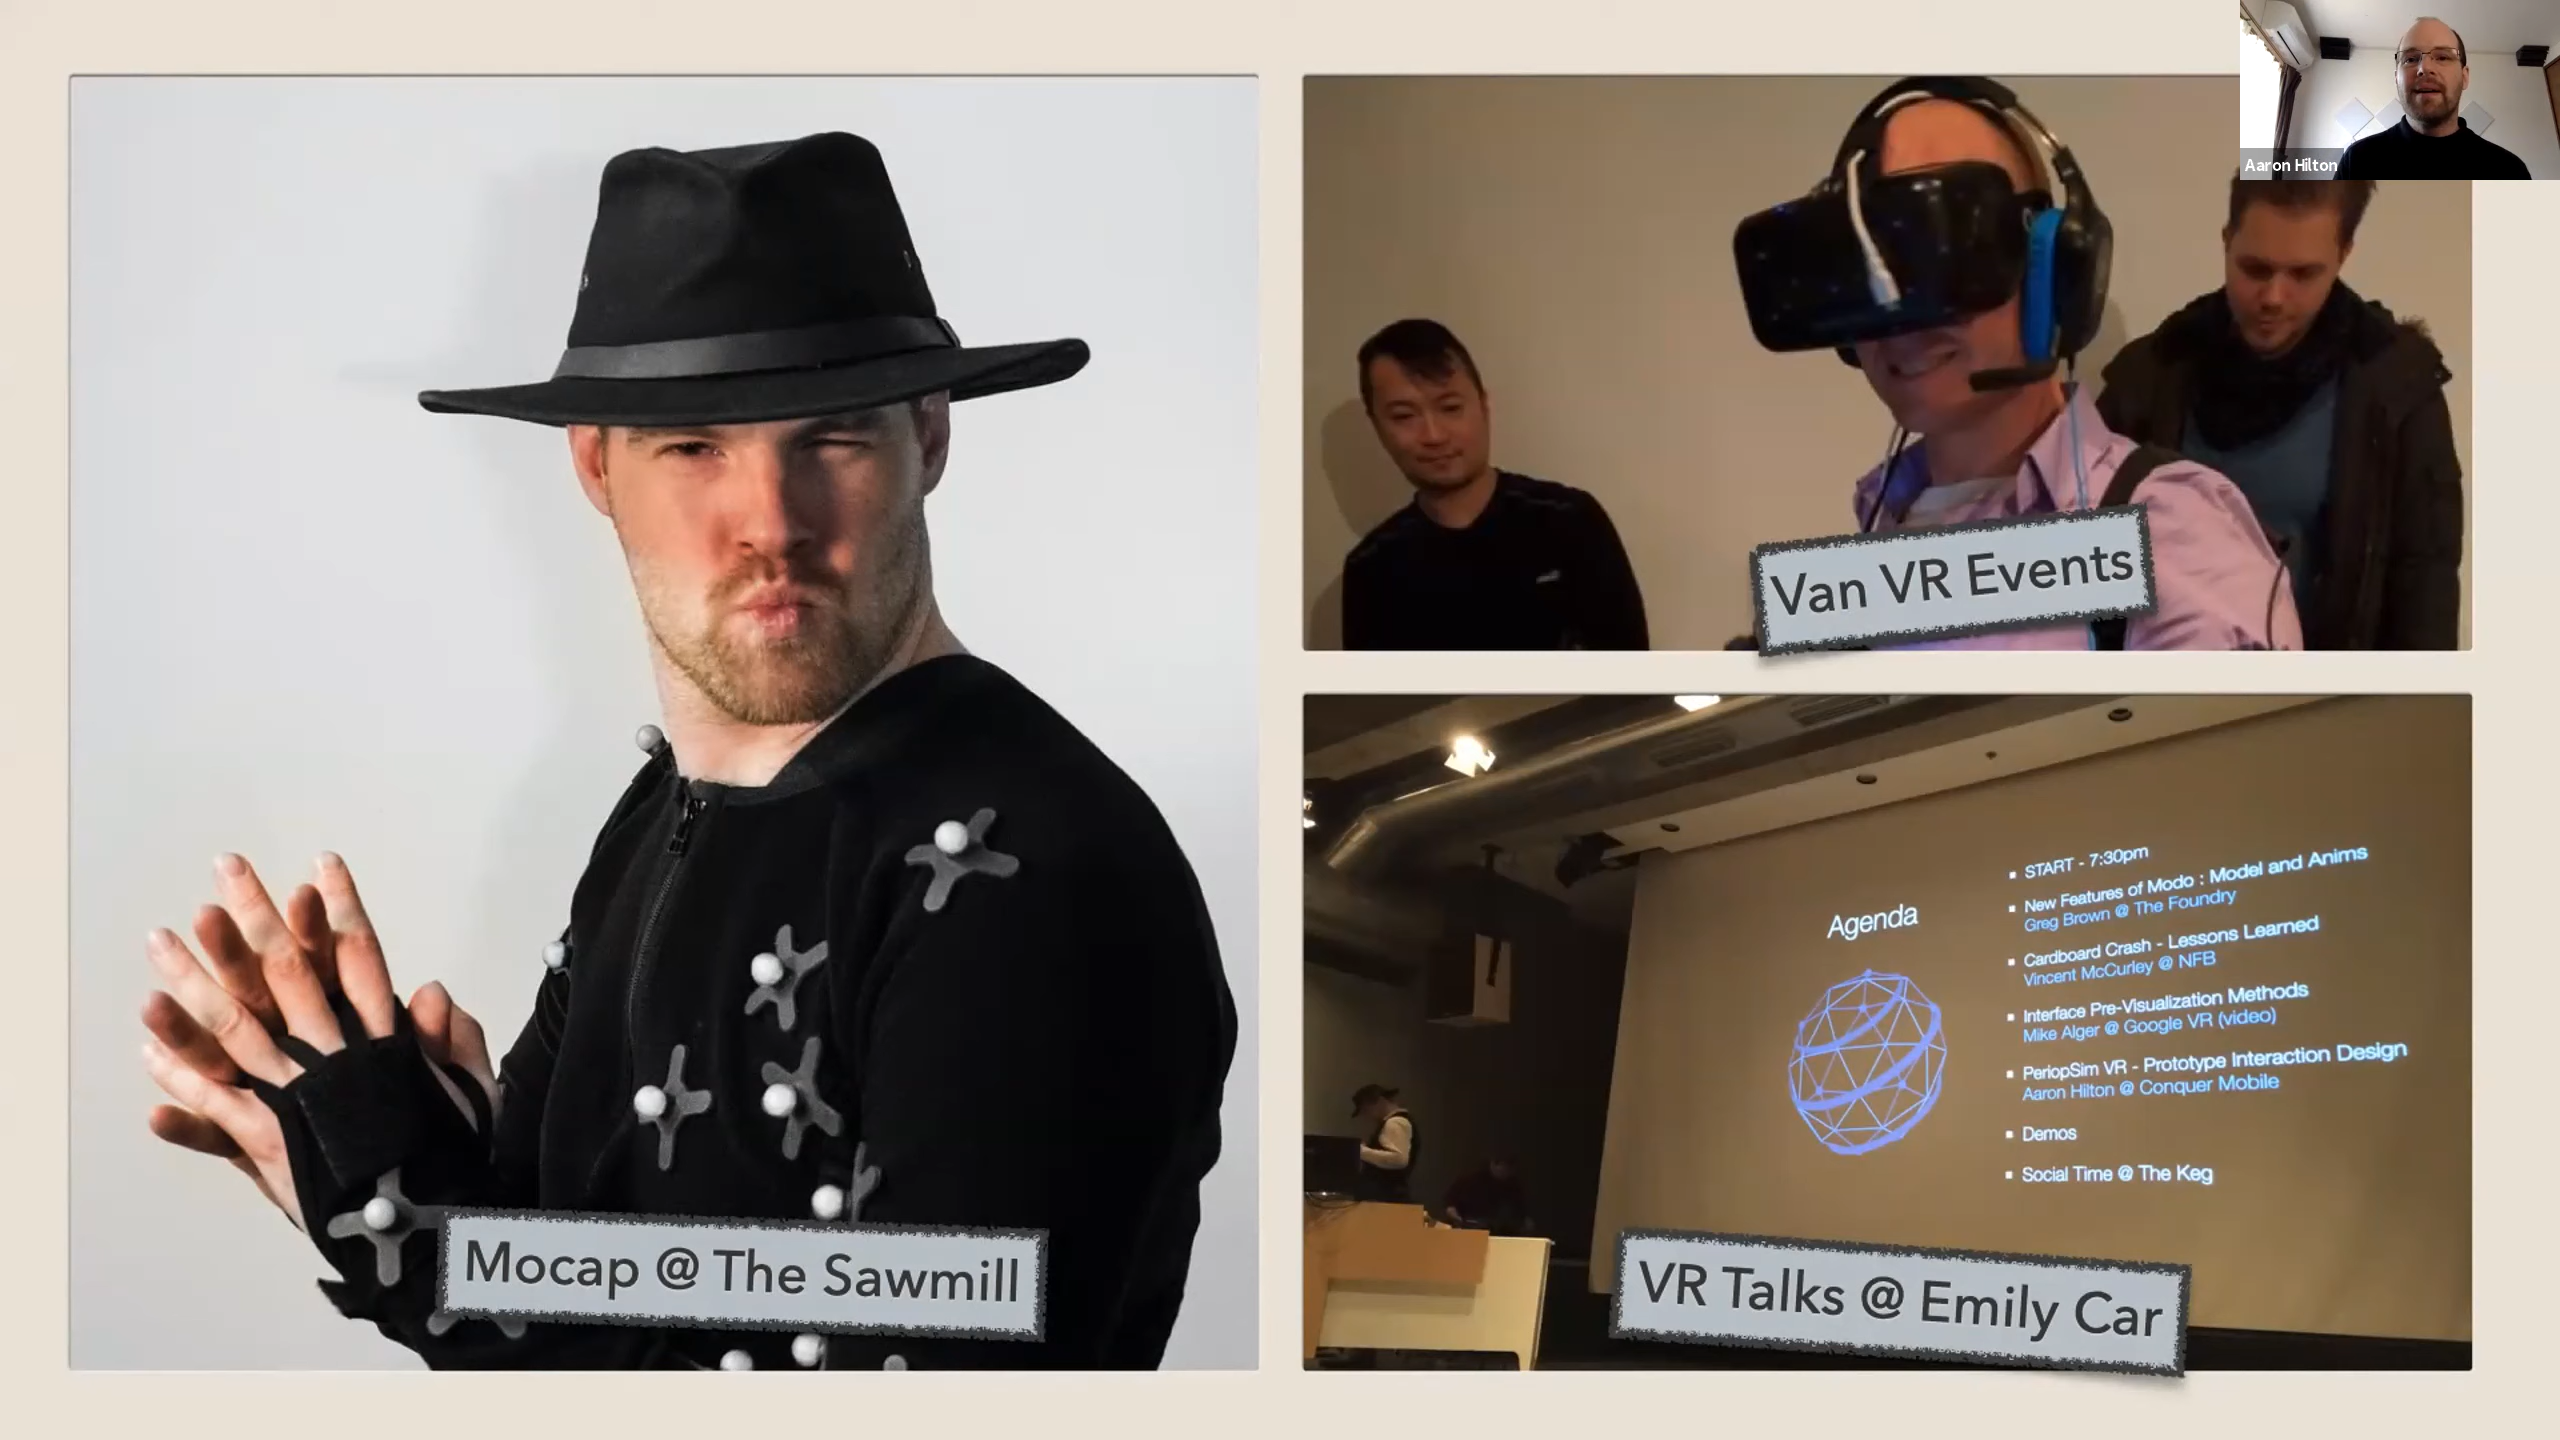 Aaron Hilton
Van VR Events
Mocap @ The Sawmill
Agenda
START - 7:30pm
New Features of Modo : Model and Anims
Greg Brown @ The Foundry
Cardboard Crash - Lessons Learned
Vincent McCurley @ NFB
Interface Pre-Visualization Methods
Mike Alger @ Google VR (video)
PeriopSim VR - Prototype Interaction Design
Aaron Hilton @ Conquer Mobile
Demos
Social Time @ The Keg
VR Talks @ Emily Car